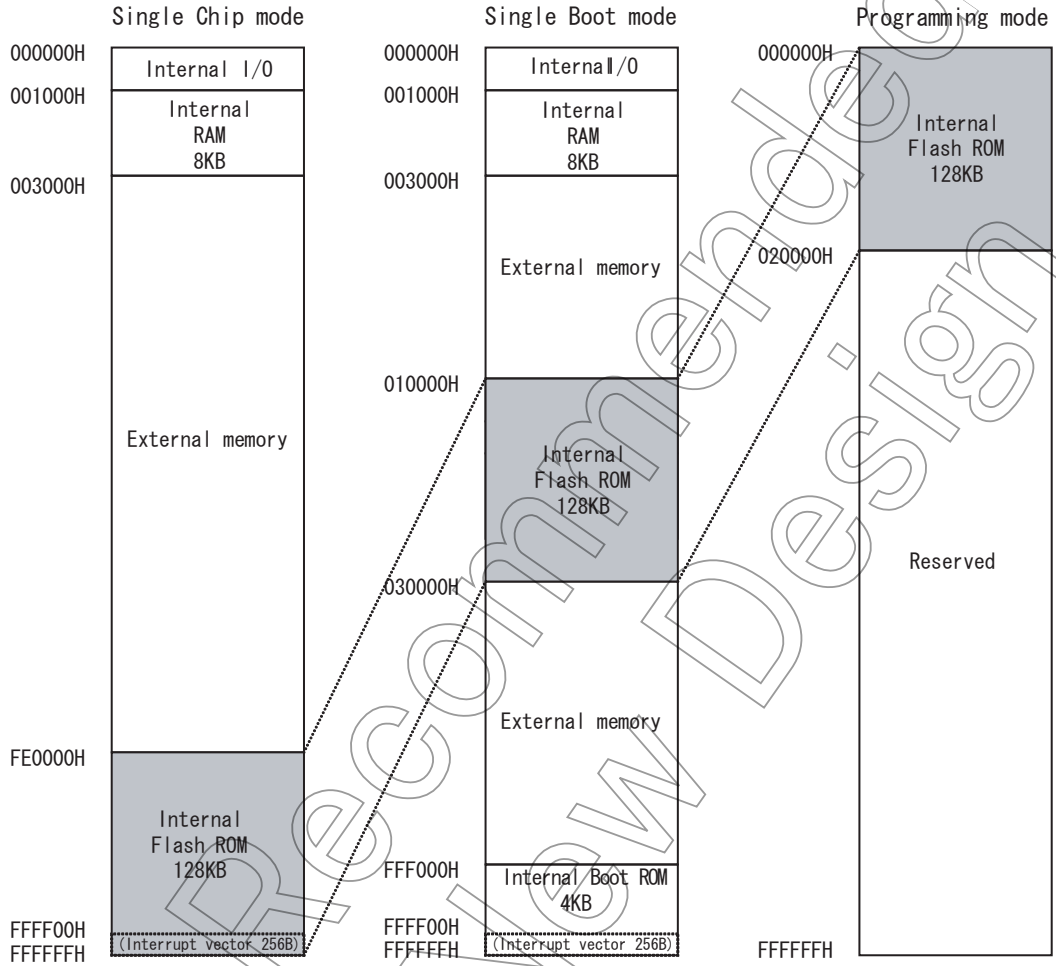 Single Chip mode
000000H
Internal I/O
001000H
Internal
RAM
8KB
003000H
External memory
FE0000H
Internal
Flash ROM
128KB
FFFF00H
(Interrupt vector 256B)
FFFFFFH
Single Boot mode
000000H
Internal I/O
001000H
Internal
RAM
8KB
003000H
External memory
010000H
Internal
Flash ROM
128KB
030000H
External memory
FFF000H
Internal Boot ROM
4KB
FFFF00H
(Interrupt vector 256B)
FFFFFFH
Programming mode
000000H
Internal
Flash ROM
128KB
020000H
Reserved
FFFFFFH
Recommended
New Design